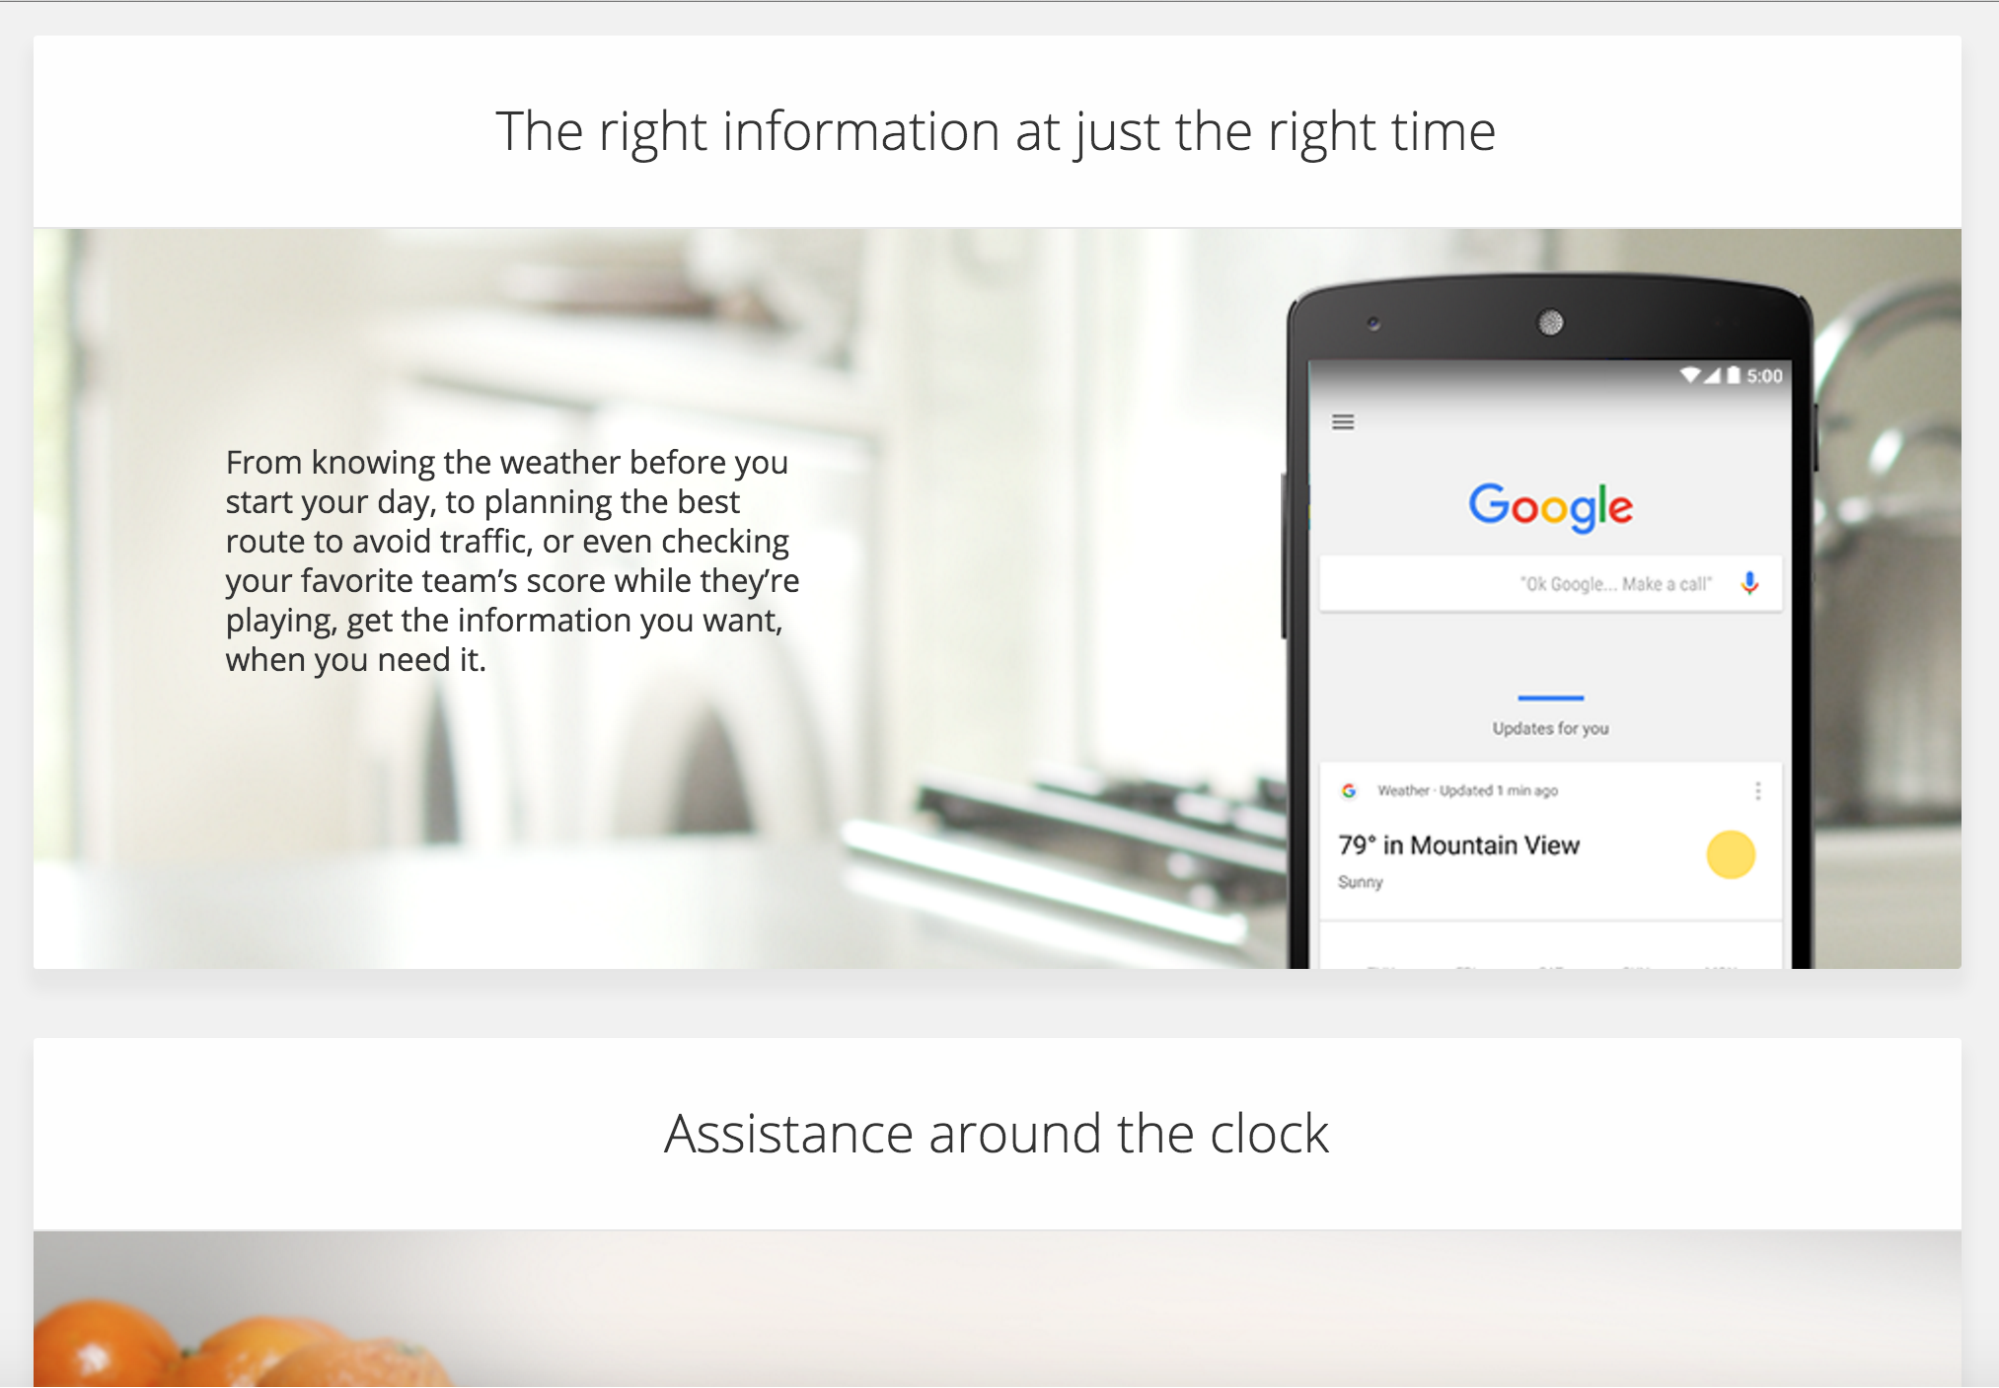 The right information at just the right time
From knowing the weather before you
start your day, to planning the best
route to avoid traffic, or even checking
your favorite team’s score while they’re
playing, get the information you want,
when you need it.
5:00
Google
"Ok Google... Make a call"
Updates for you
G Weather · Updated 1 min ago
79° in Mountain View
Sunny
Assistance around the clock